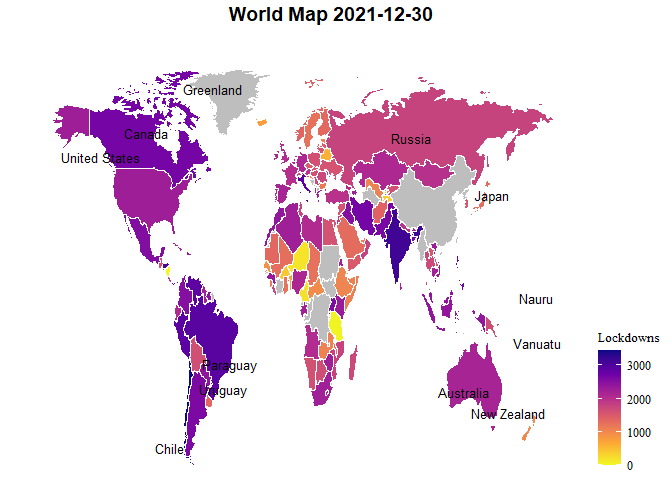 World Map 2021-12-30
Greenland
Canada
Russia
United States
Japan
Nauru
Lockdowns
Vanuatu
3000
Paraguay
2000
Uruguay
Australia
New Zealand
1000
Chile
0